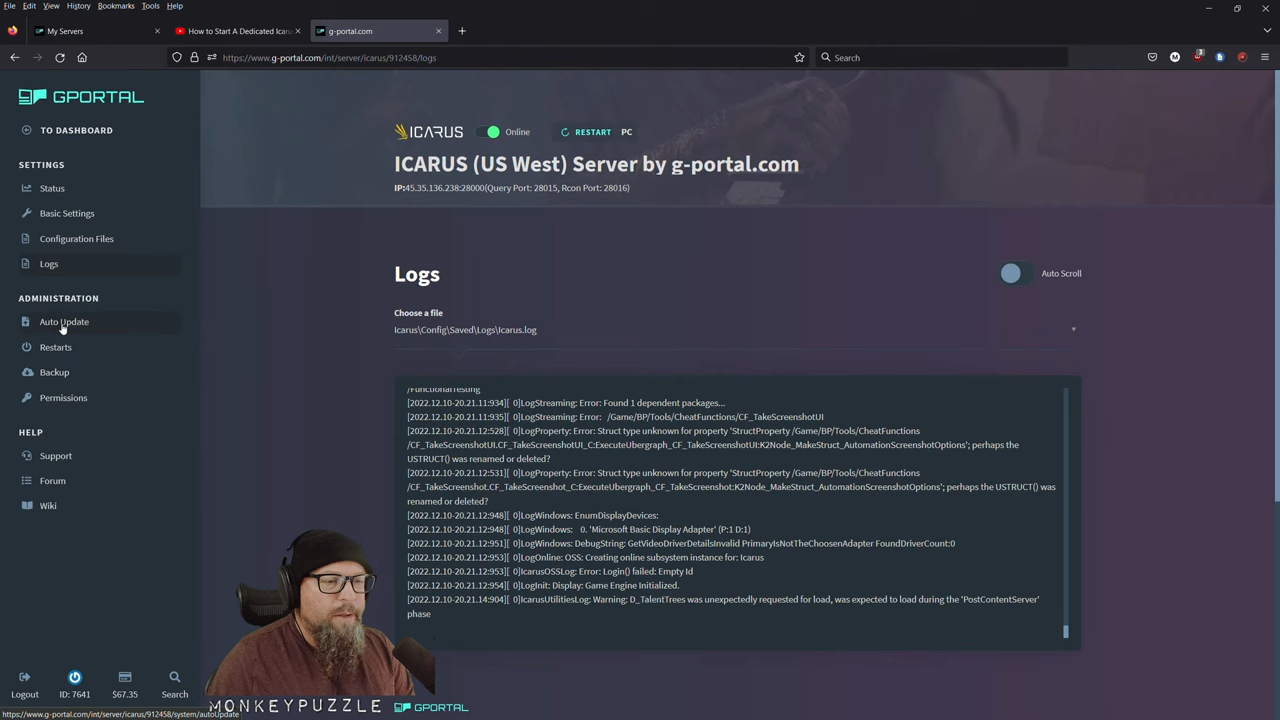 File Edit View History Bookmarks Tools Help
My Servers
How to Start A Dedicated Icaru
g-portal.com
https://www.g-portal.com/int/server/icarus/912458/logs
Search
GPORTAL
TO DASHBOARD
SETTINGS
Status
Basic Settings
Configuration Files
Logs
ADMINISTRATION
Auto Update
Restarts
Backup
Permissions
HELP
Support
Forum
Wiki
Logout
ID: 7641
$67.35
Search
https://www.g-portal.com/int/server/icarus/912458/system/autoUpdate
ICARUS Online RESTART PC
ICARUS (US West) Server by g-portal.com
IP:45.35.136.238:28000(Query Port: 28015, Rcon Port: 28016)
Logs
Auto Scroll
Choose a file
Icarus\Config\Saved\Logs\Icarus.log
/FunctionalTesting
[2022.12.10-20.21.11:934][ 0]LogStreaming: Error: Found 1 dependent packages...
[2022.12.10-20.21.11:935][ 0]LogStreaming: Error: /Game/BP/Tools/CheatFunctions/CF_TakeScreenshotUI
[2022.12.10-20.21.12:528][ 0]LogProperty: Error: Struct type unknown for property 'StructProperty /Game/BP/Tools/CheatFunctions
/CF_TakeScreenshotUI.CF_TakeScreenshotUI_C:ExecuteUbergraph_CF_TakeScreenshotUI:K2Node_MakeStruct_AutomationScreenshotOptions'; perhaps the
USTRUCT() was renamed or deleted?
[2022.12.10-20.21.12:531][ 0]LogProperty: Error: Struct type unknown for property 'StructProperty /Game/BP/Tools/CheatFunctions
/CF_TakeScreenshot.CF_TakeScreenshot_C:ExecuteUbergraph_CF_TakeScreenshot:K2Node_MakeStruct_AutomationScreenshotOptions'; perhaps the USTRUCT() was
renamed or deleted?
[2022.12.10-20.21.12:948][ 0]LogWindows: EnumDisplayDevices:
[2022.12.10-20.21.12:948][ 0]LogWindows: 0. 'Microsoft Basic Display Adapter' (P:1 D:1)
[2022.12.10-20.21.12:951][ 0]LogWindows: DebugString: GetVideoDriverDetailsInvalid PrimaryIsNotTheChoosenAdapter FoundDriverCount:0
[2022.12.10-20.21.12:953][ 0]LogOnline: OSS: Creating online subsystem instance for: Icarus
[2022.12.10-20.21.12:953][ 0]IcarusOSSLog: Error: Login() failed: Empty Id
[2022.12.10-20.21.12:954][ 0]LogInit: Display: Game Engine Initialized.
[2022.12.10-20.21.14:904][ 0]IcarusUtilitiesLog: Warning: D_TalentTrees was unexpectedly requested for load, was expected to load during the 'PostContentServer'
phase
MONKEYPUZZLE
GPORTAL